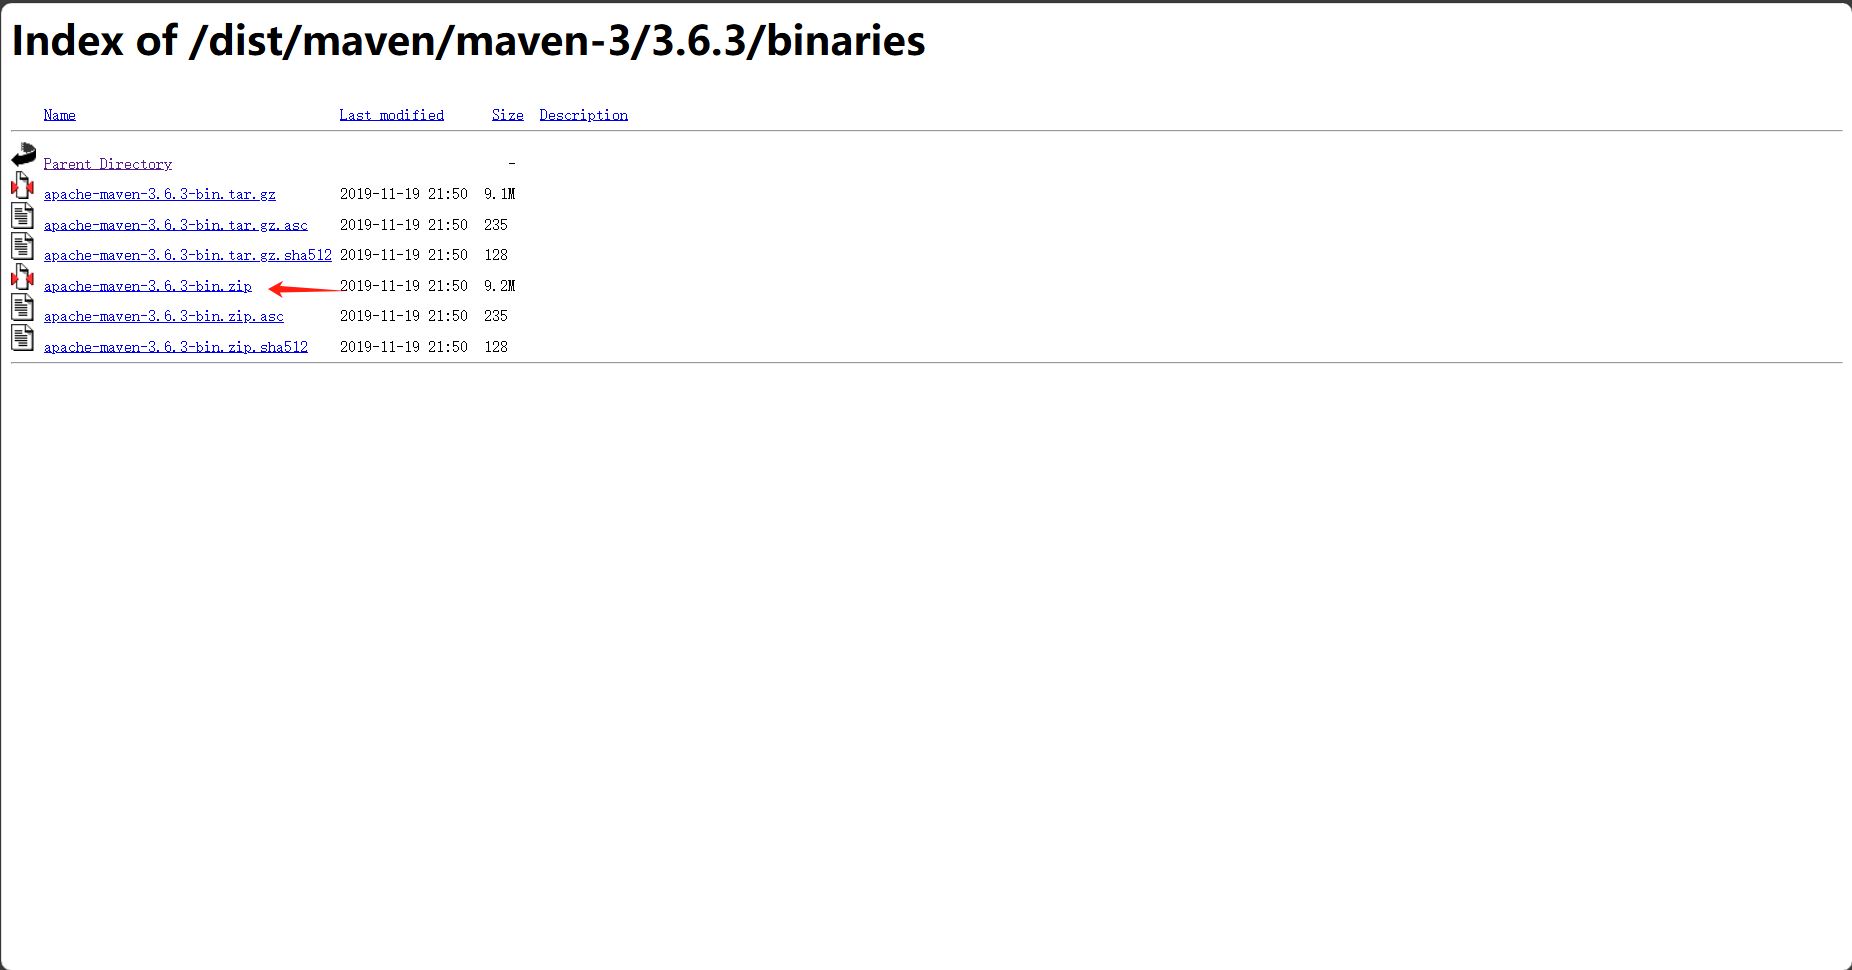 Index of /dist/maven/maven-3/3.6.3/binaries
Name Last modified Size Description
Parent Directory -
apache-maven-3.6.3-bin.tar.gz 2019-11-19 21:50 9.1M
apache-maven-3.6.3-bin.tar.gz.asc 2019-11-19 21:50 235
apache-maven-3.6.3-bin.tar.gz.sha512 2019-11-19 21:50 128
apache-maven-3.6.3-bin.zip 2019-11-19 21:50 9.2M
apache-maven-3.6.3-bin.zip.asc 2019-11-19 21:50 235
apache-maven-3.6.3-bin.zip.sha512 2019-11-19 21:50 128